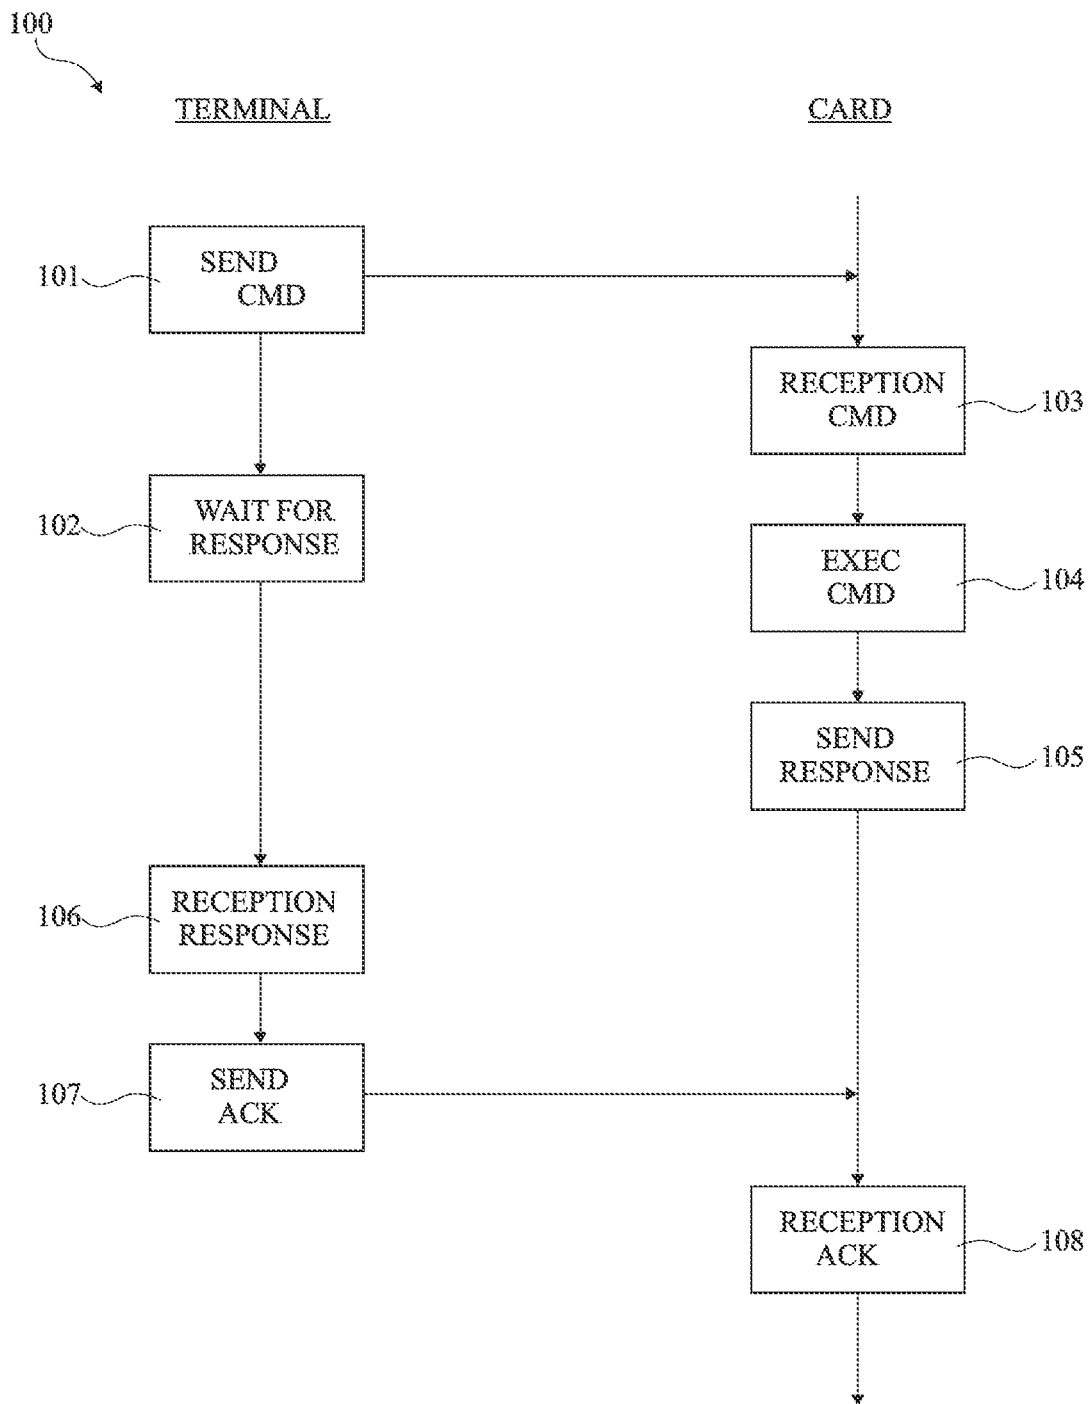 100
TERMINAL
CARD
101
SEND
CMD
RECEPTION
CMD
103
102
WAIT FOR
RESPONSE
EXEC
CMD
104
SEND
RESPONSE
105
106
RECEPTION
RESPONSE
107
SEND
ACK
RECEPTION
ACK
108